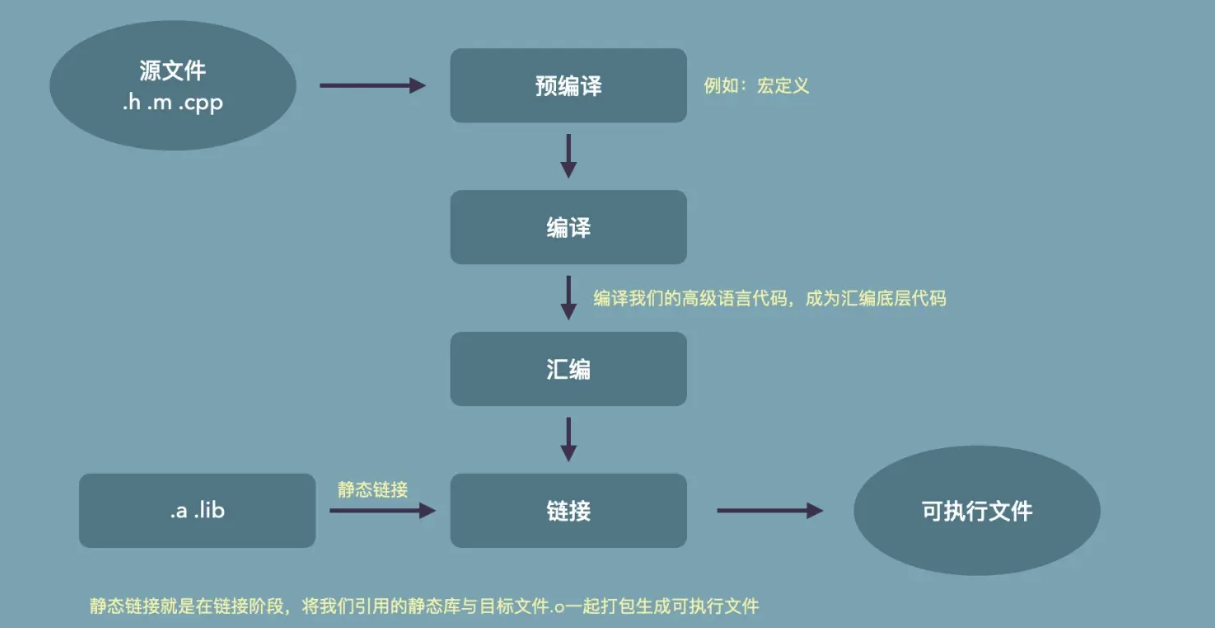 源文件
.h .m .cpp
预编译
例如：宏定义
编译
编译我们的高级语言代码，成为汇编底层代码
汇编
.a .lib
静态链接
链接
可执行文件
静态链接就是在链接阶段，将我们引用的静态库与目标文件.o一起打包生成可执行文件